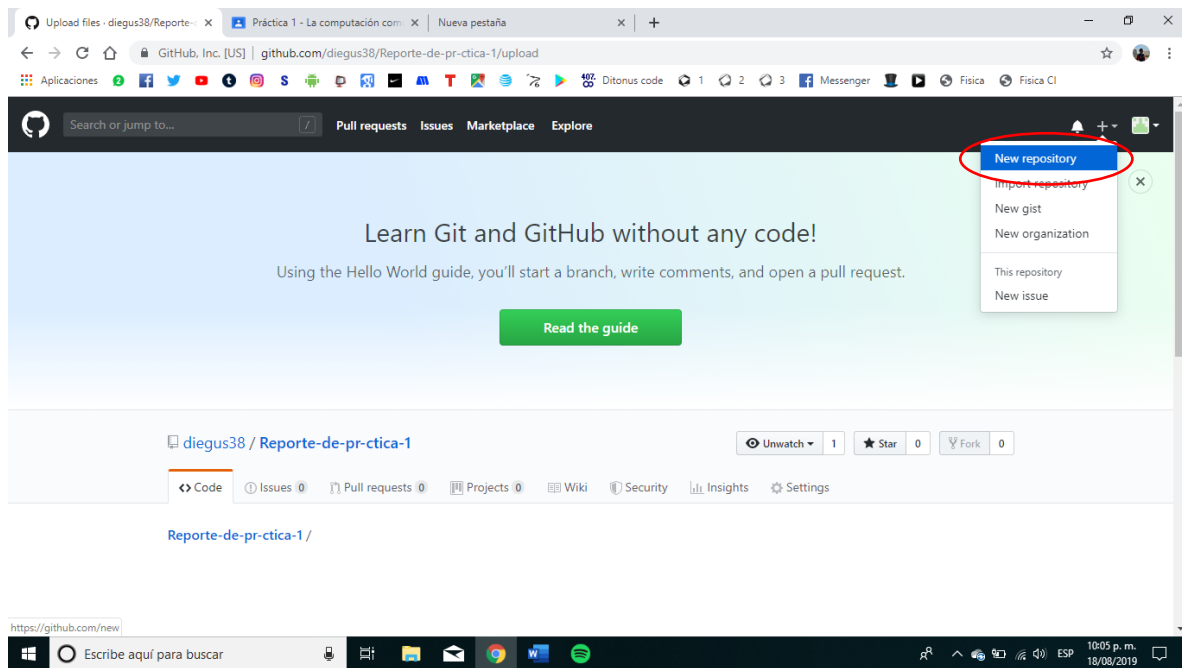 Upload files · diegus38/Reporte-
Práctica 1 - La computación com
Nueva pestaña
GitHub, Inc. [US] | github.com/diegus38/Reporte-de-pr-ctica-1/upload
Aplicaciones
407
Ditonus code
1
2
3
Messenger
Fisica
Fisica CI
Search or jump to...
/
Pull requests Issues Marketplace Explore
New repository
Import repository
New gist
New organization
This repository
New issue
Learn Git and GitHub without any code!
Using the Hello World guide, you'll start a branch, write comments, and open a pull request.
Read the guide
diegus38 / Reporte-de-pr-ctica-1
Unwatch 1 Star 0 Fork 0
Code Issues 0 Pull requests 0 Projects 0 Wiki Security Insights Settings
Reporte-de-pr-ctica-1 /
https://github.com/new
Escribe aquí para buscar
ESP
10:05 p. m.
18/08/2019